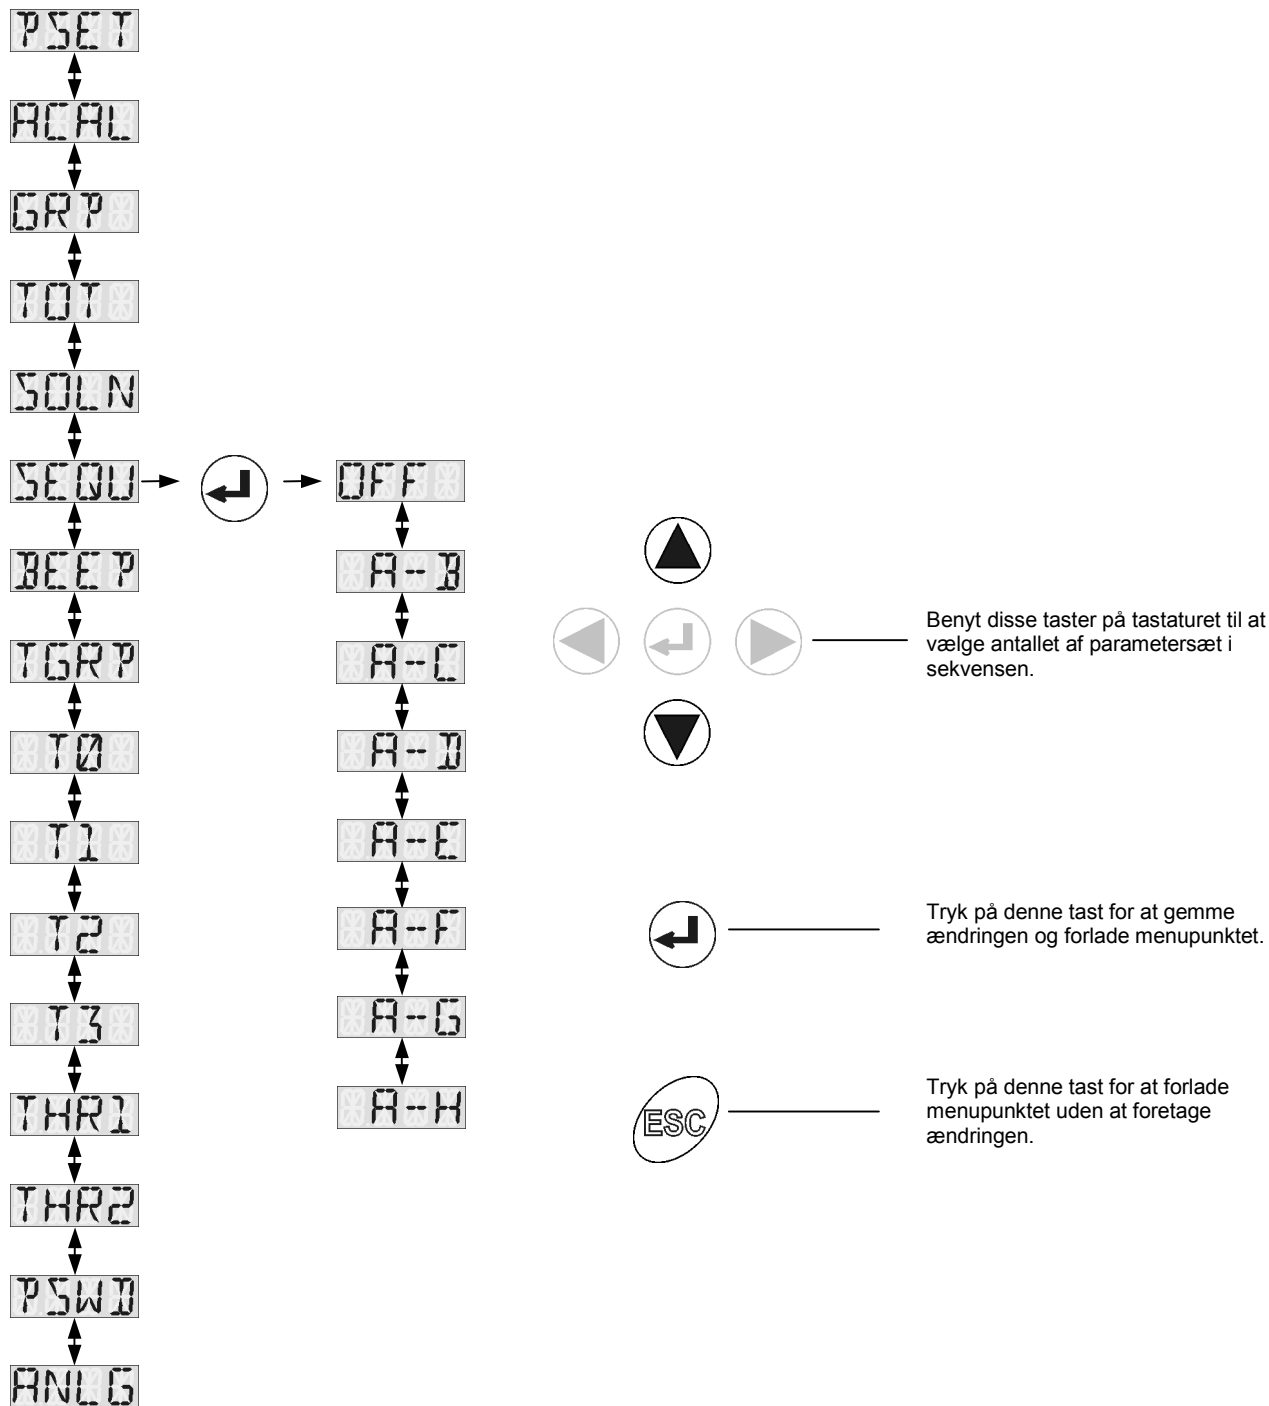 PSET
ACAL
GRP
TOT
SOLN
SEQU
OFF
BEEP
A-B
TGRP
A-C
Benyt disse taster på tastaturet til at
vælge antallet af parametersæt i
sekvensen.
T0
A-D
T1
A-E
T2
A-F
Tryk på denne tast for at gemme
ændringen og forlade menupunktet.
T3
A-G
THR1
A-H
ESC
Tryk på denne tast for at forlade
menupunktet uden at foretage
ændringen.
THR2
PSWD
ANLG